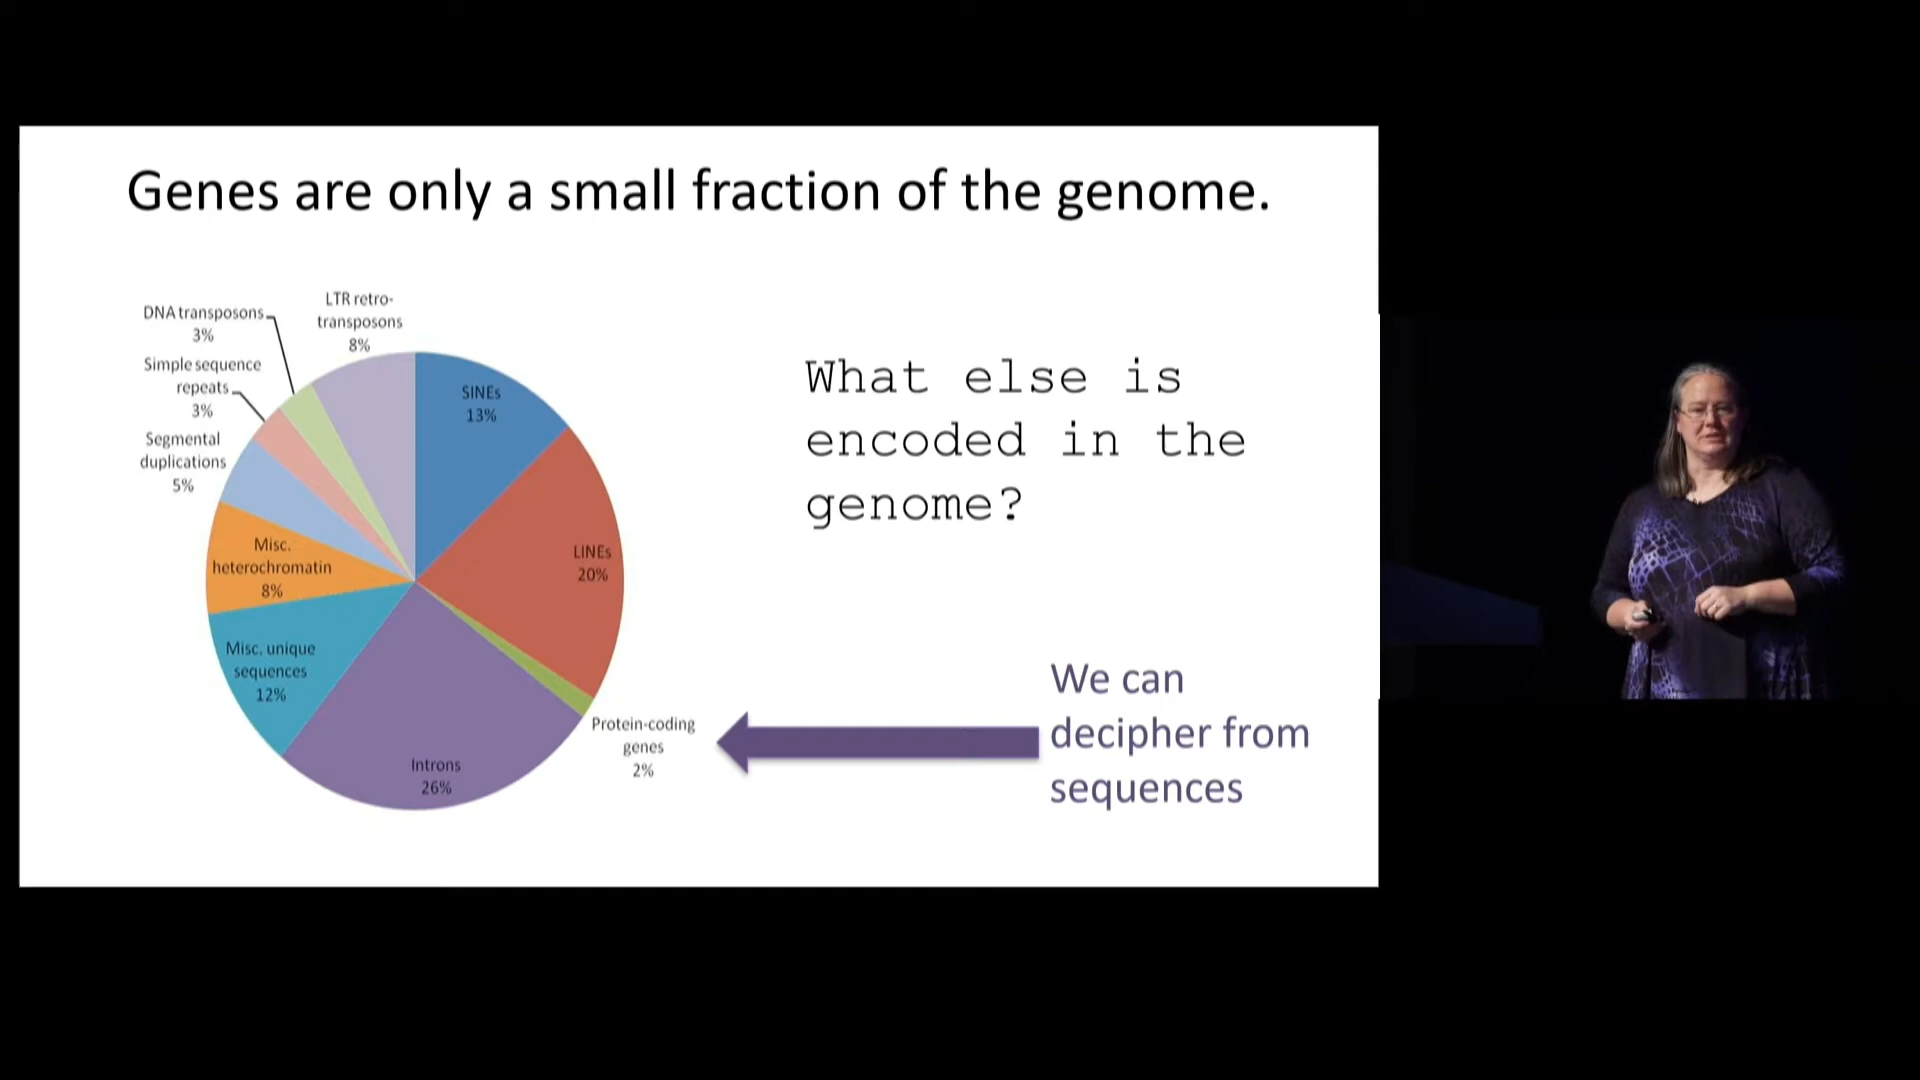 Genes are only a small fraction of the genome.
LTR retro-
transposons
8%
DNA transposons
3%
Simple sequence
repeats
3%
Segmental
duplications
5%
SINEs
13%
LINEs
20%
Misc.
heterochromatin
8%
Misc. unique
sequences
12%
Introns
26%
Protein-coding
genes
2%
What else is
encoded in the
genome?
We can
decipher from
sequences